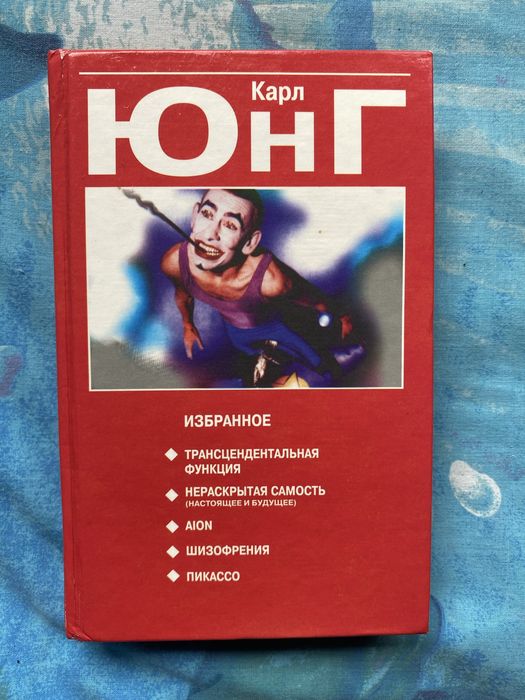 Карл
Юнг
ИЗБРАННОЕ
ТРАНСЦЕНДЕНТАЛЬНАЯ
ФУНКЦИЯ
НЕРАСКРЫТАЯ САМОСТЬ
(НАСТОЯЩЕЕ И БУДУЩЕЕ)
AION
ШИЗОФРЕНИЯ
ПИКАССО